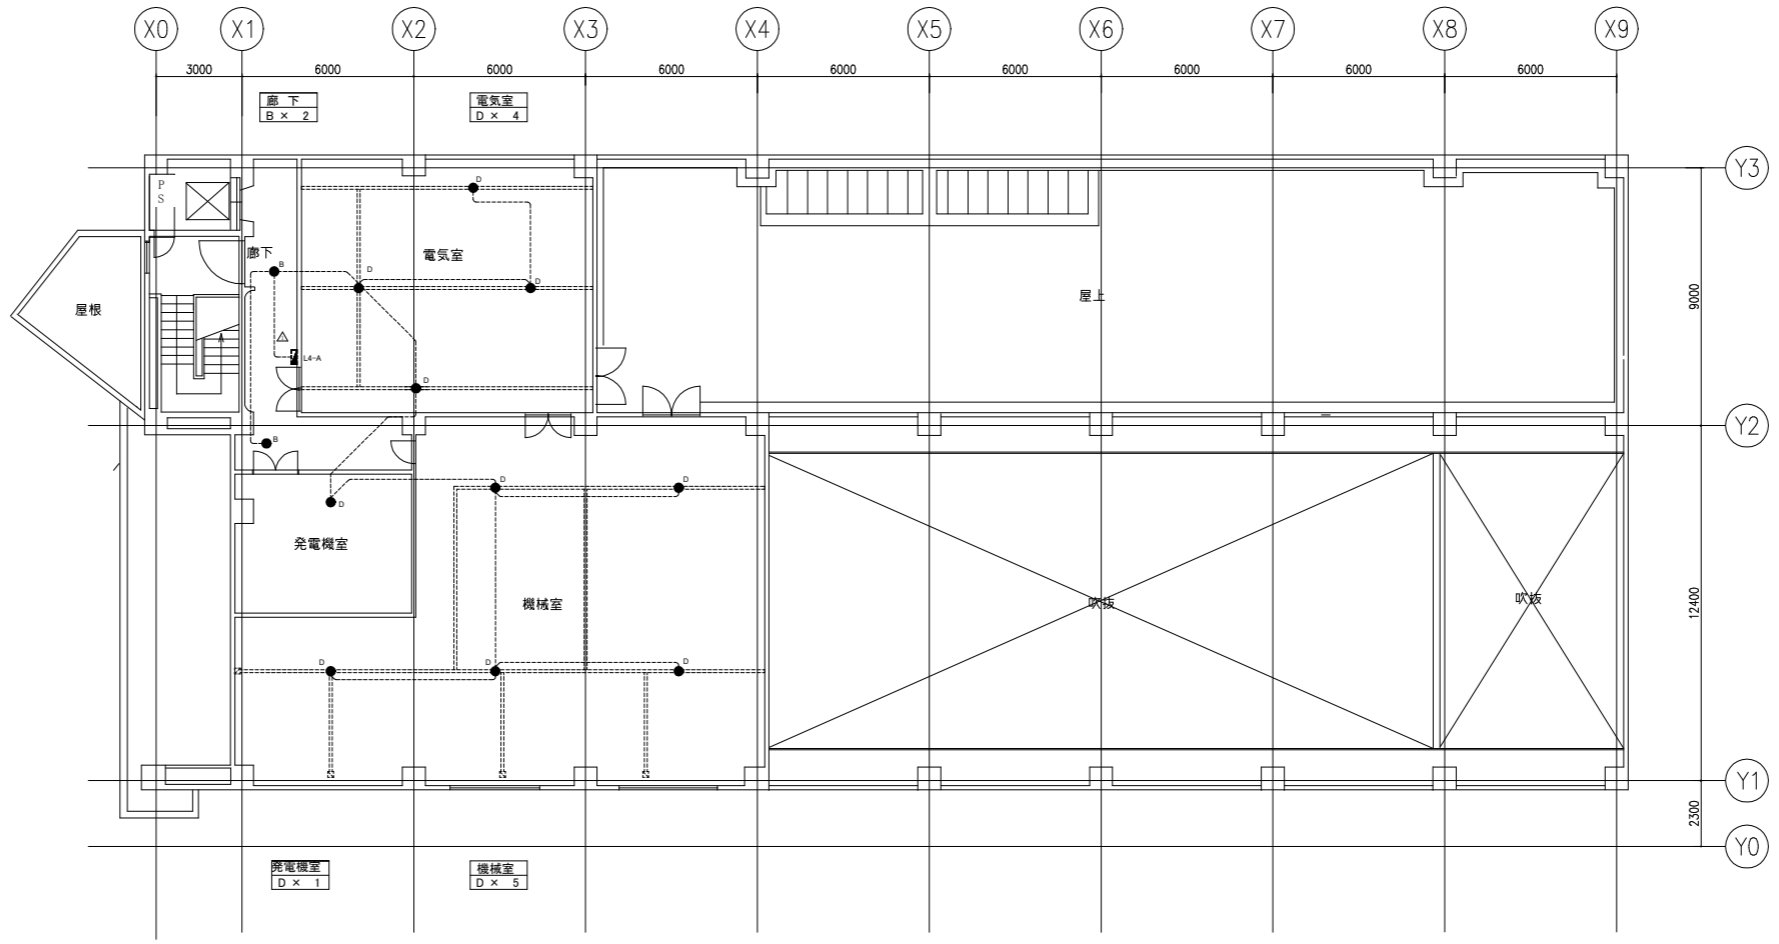 X0 X1 X2 X3 X4 X5 X6 X7 X8 X9
3000 6000 6000 6000 6000 6000 6000 6000 6000
廊 下
B × 2
電気室
D × 4
Y3
P
S
D
廊下
電気室
B
D
D
屋根
屋上
9000
L4-A
D
Y2
B
D
D
D
発電機室
機械室
吹抜
吹抜
12400
D
D
D
Y1
2300
Y0
発電機室
D × 1
機械室
D × 5